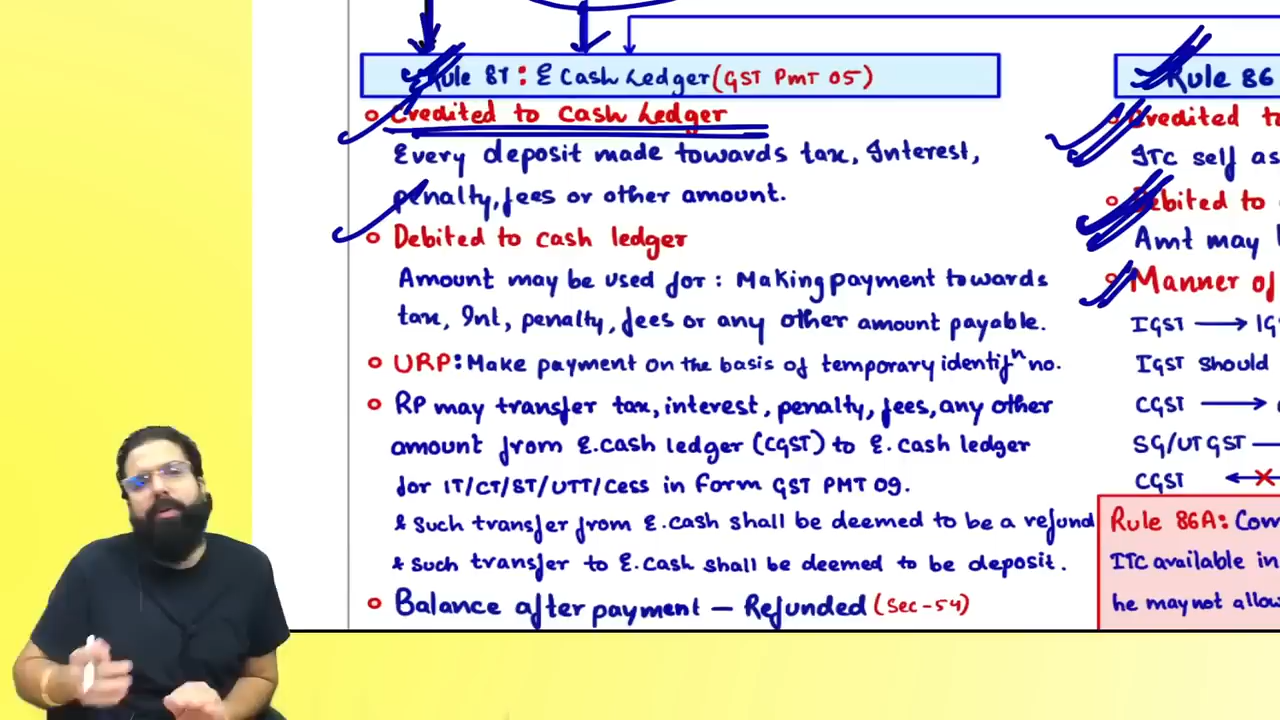 Rule 87 : E Cash Ledger (GST PMT 05)
Credited to Cash Ledger
Every deposit made towards tax, Interest,
penalty, fees or other amount.
Debited to cash ledger
Amount may be used for : Making payment towards
tax, Int, penalty, fees or any other amount payable.
URP: Make payment on the basis of temporary identifⁿ no.
RP may transfer tax, interest, penalty, fees, any other
amount from E.cash ledger (CGST) to E. cash ledger
for IT/CT/ST/UTT/Cess in Form GST PMT 09.
& Such transfer from E.cash shall be deemed to be a refund
& Such transfer to E.Cash shall be deemed to be deposit.
Balance after payment — Refunded (Sec-54)
Rule 86
Credited to
ITC self as
Debited to
Amt may
Manner of
IGST → IG
IGST Should
CGST →
SG/UTGST —
CGST ←×
Rule 86A: Com
ITC available in
he may not allow